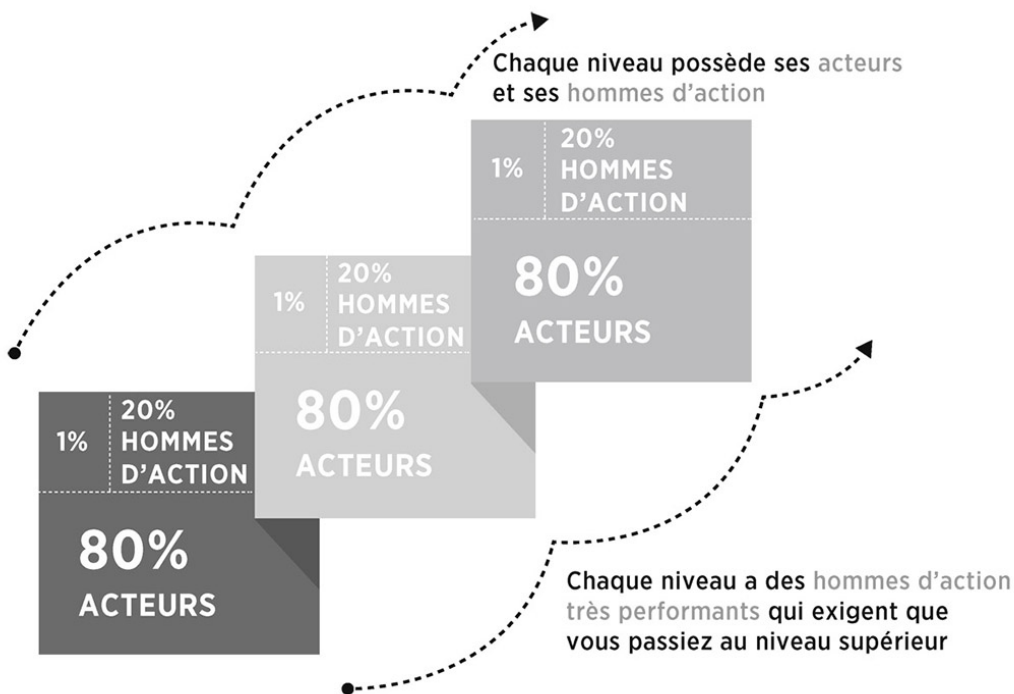 Chaque niveau possède ses acteurs
et ses hommes d'action
1%
20%
HOMMES
D'ACTION
80%
ACTEURS
1%
20%
HOMMES
D'ACTION
80%
ACTEURS
1%
20%
HOMMES
D'ACTION
80%
ACTEURS
Chaque niveau a des hommes d'action
très performants qui exigent que
vous passiez au niveau supérieur